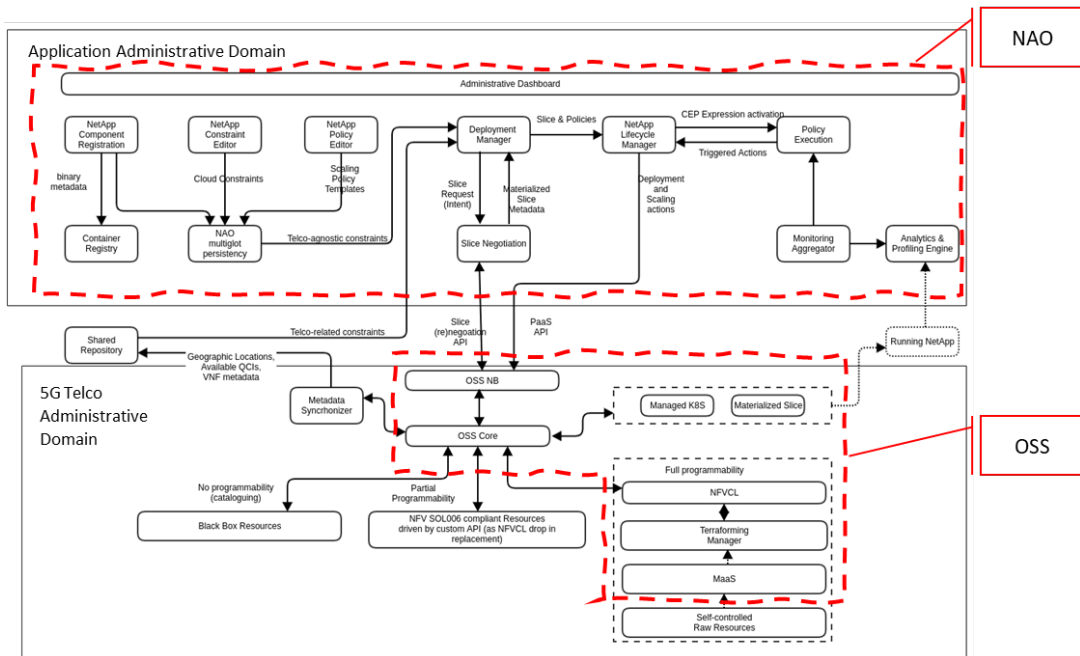 NAO
Application Administrative Domain
Administrative Dashboard
NetApp
Component
Registration
NetApp
Constraint
Editor
NetApp
Policy
Editor
Deployment
Manager
Slice & Policies
NetApp
Lifecycle
Manager
CEP Expression activation
Triggered Actions
Policy
Execution
binary
metadata
Cloud Constraints
Scaling
Policy
Templates
Slice
Request
(Intent)
Materialized
Slice
Metadata
Deployment
and
Scaling
actions
Container
Registry
NAO
multiglot
persistency
Telco-agnostic constraints
Slice Negotiation
Monitoring
Aggregator
Analytics &
Profiling Engine
Shared
Repository
Telco-related constraints
Slice
(re)negoation
API
PaaS
API
Running NetApp
Geographic Locations,
Available QCIs,
VNF metadata
5G Telco
Administrative
Domain
Metadata
Syncrhonizer
OSS NB
OSS Core
Managed K8S
Materialized Slice
OSS
No programmability
(cataloguing)
Partial
Programmability
Full programmability
Black Box Resources
NFV SOL006 compliant Resources
driven by custom API (as NFVCL drop in
replacement)
NFVCL
Terraforming
Manager
MaaS
Self-controlled
Raw Resources